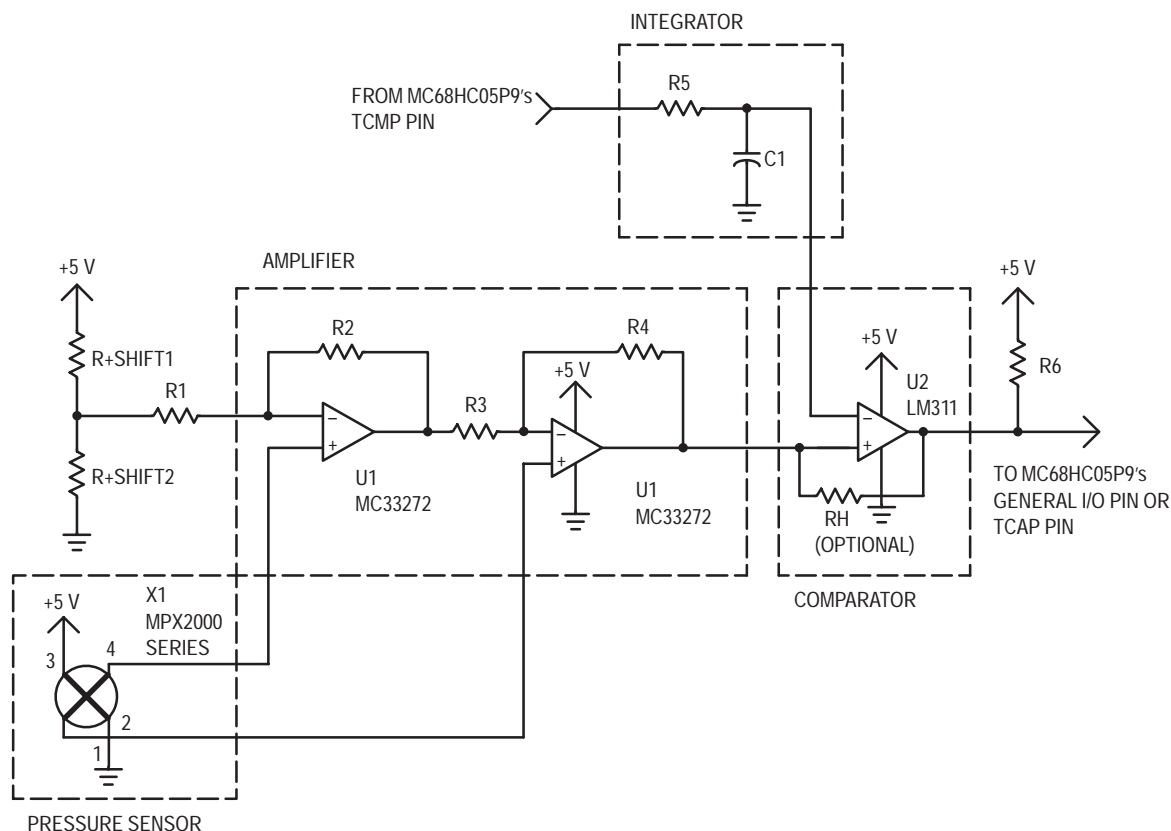 INTEGRATOR
R5
FROM MC68HC05P9's
TCMP PIN
C1
AMPLIFIER
+5 V
+5 V
R2
R4
+5 V
R+SHIFT1
+5 V
R6
R1
U2
LM311
R3
−
−
−
+
+
+
R+SHIFT2
U1
MC33272
U1
MC33272
TO MC68HC05P9's
GENERAL I/O PIN OR
TCAP PIN
RH
(OPTIONAL)
X1
MPX2000
SERIES
COMPARATOR
+5 V
4
3
2
1
PRESSURE SENSOR